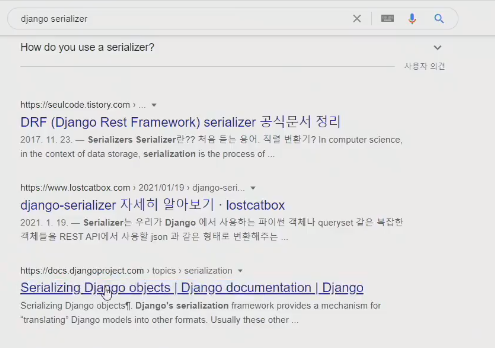 django serializer
How do you use a serializer?
사용자 의견
https://seulcode.tistory.com › ...
DRF (Django Rest Framework) serializer 공식문서 정리
2017. 11. 23. — Serializers Serializer란?? 처음 듣는 용어. 직렬 변환기? In computer science,
in the context of data storage, serialization is the process of ...
https://www.lostcatbox.com › 2021/01/19 › django-seri...
django-serializer 자세히 알아보기 · lostcatbox
2021. 1. 19. — Serializer는 우리가 Django 에서 사용하는 파이썬 객체나 queryset 같은 복잡한
객체들을 REST API에서 사용할 json 과 같은 형태로 변환해주는 ...
https://docs.djangoproject.com › topics › serialization
Serializing Django objects | Django documentation | Django
Serializing Django objects¶. Django's serialization framework provides a mechanism for
"translating" Django models into other formats. Usually these other ...